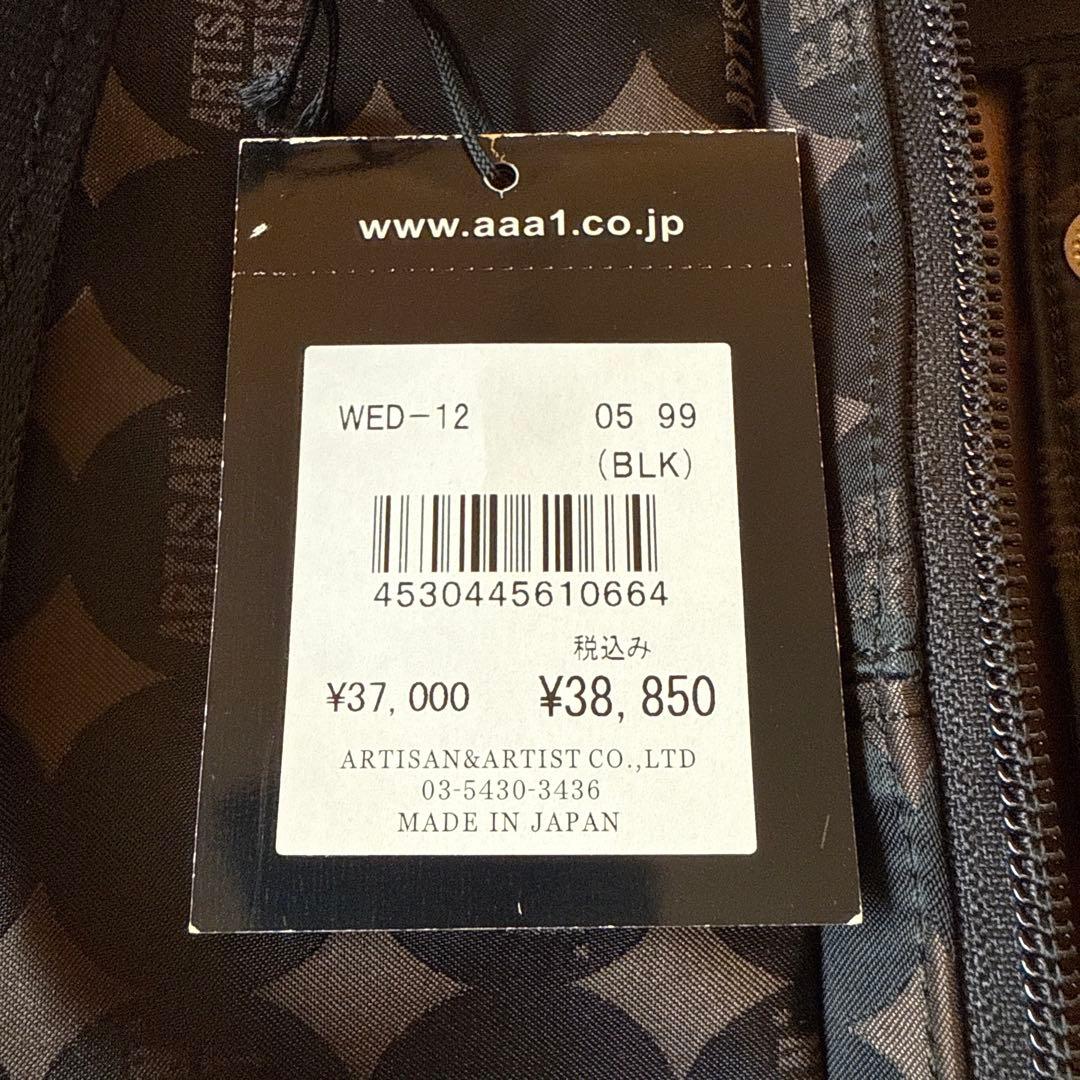 www.aaa1.co.jp
WED-12 05 99
(BLK)
4530445610664
税込み
¥37,000 ¥38,850
ARTISAN&ARTIST CO.,LTD
03-5430-3436
MADE IN JAPAN
ARTISAN